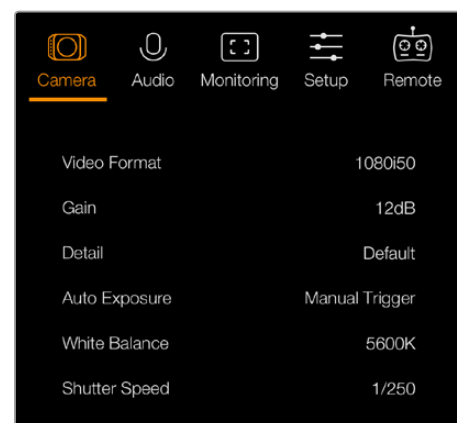 Camera Audio Monitoring Setup Remote
Video Format 1080i50
Gain 12dB
Detail Default
Auto Exposure Manual Trigger
White Balance 5600K
Shutter Speed 1/250